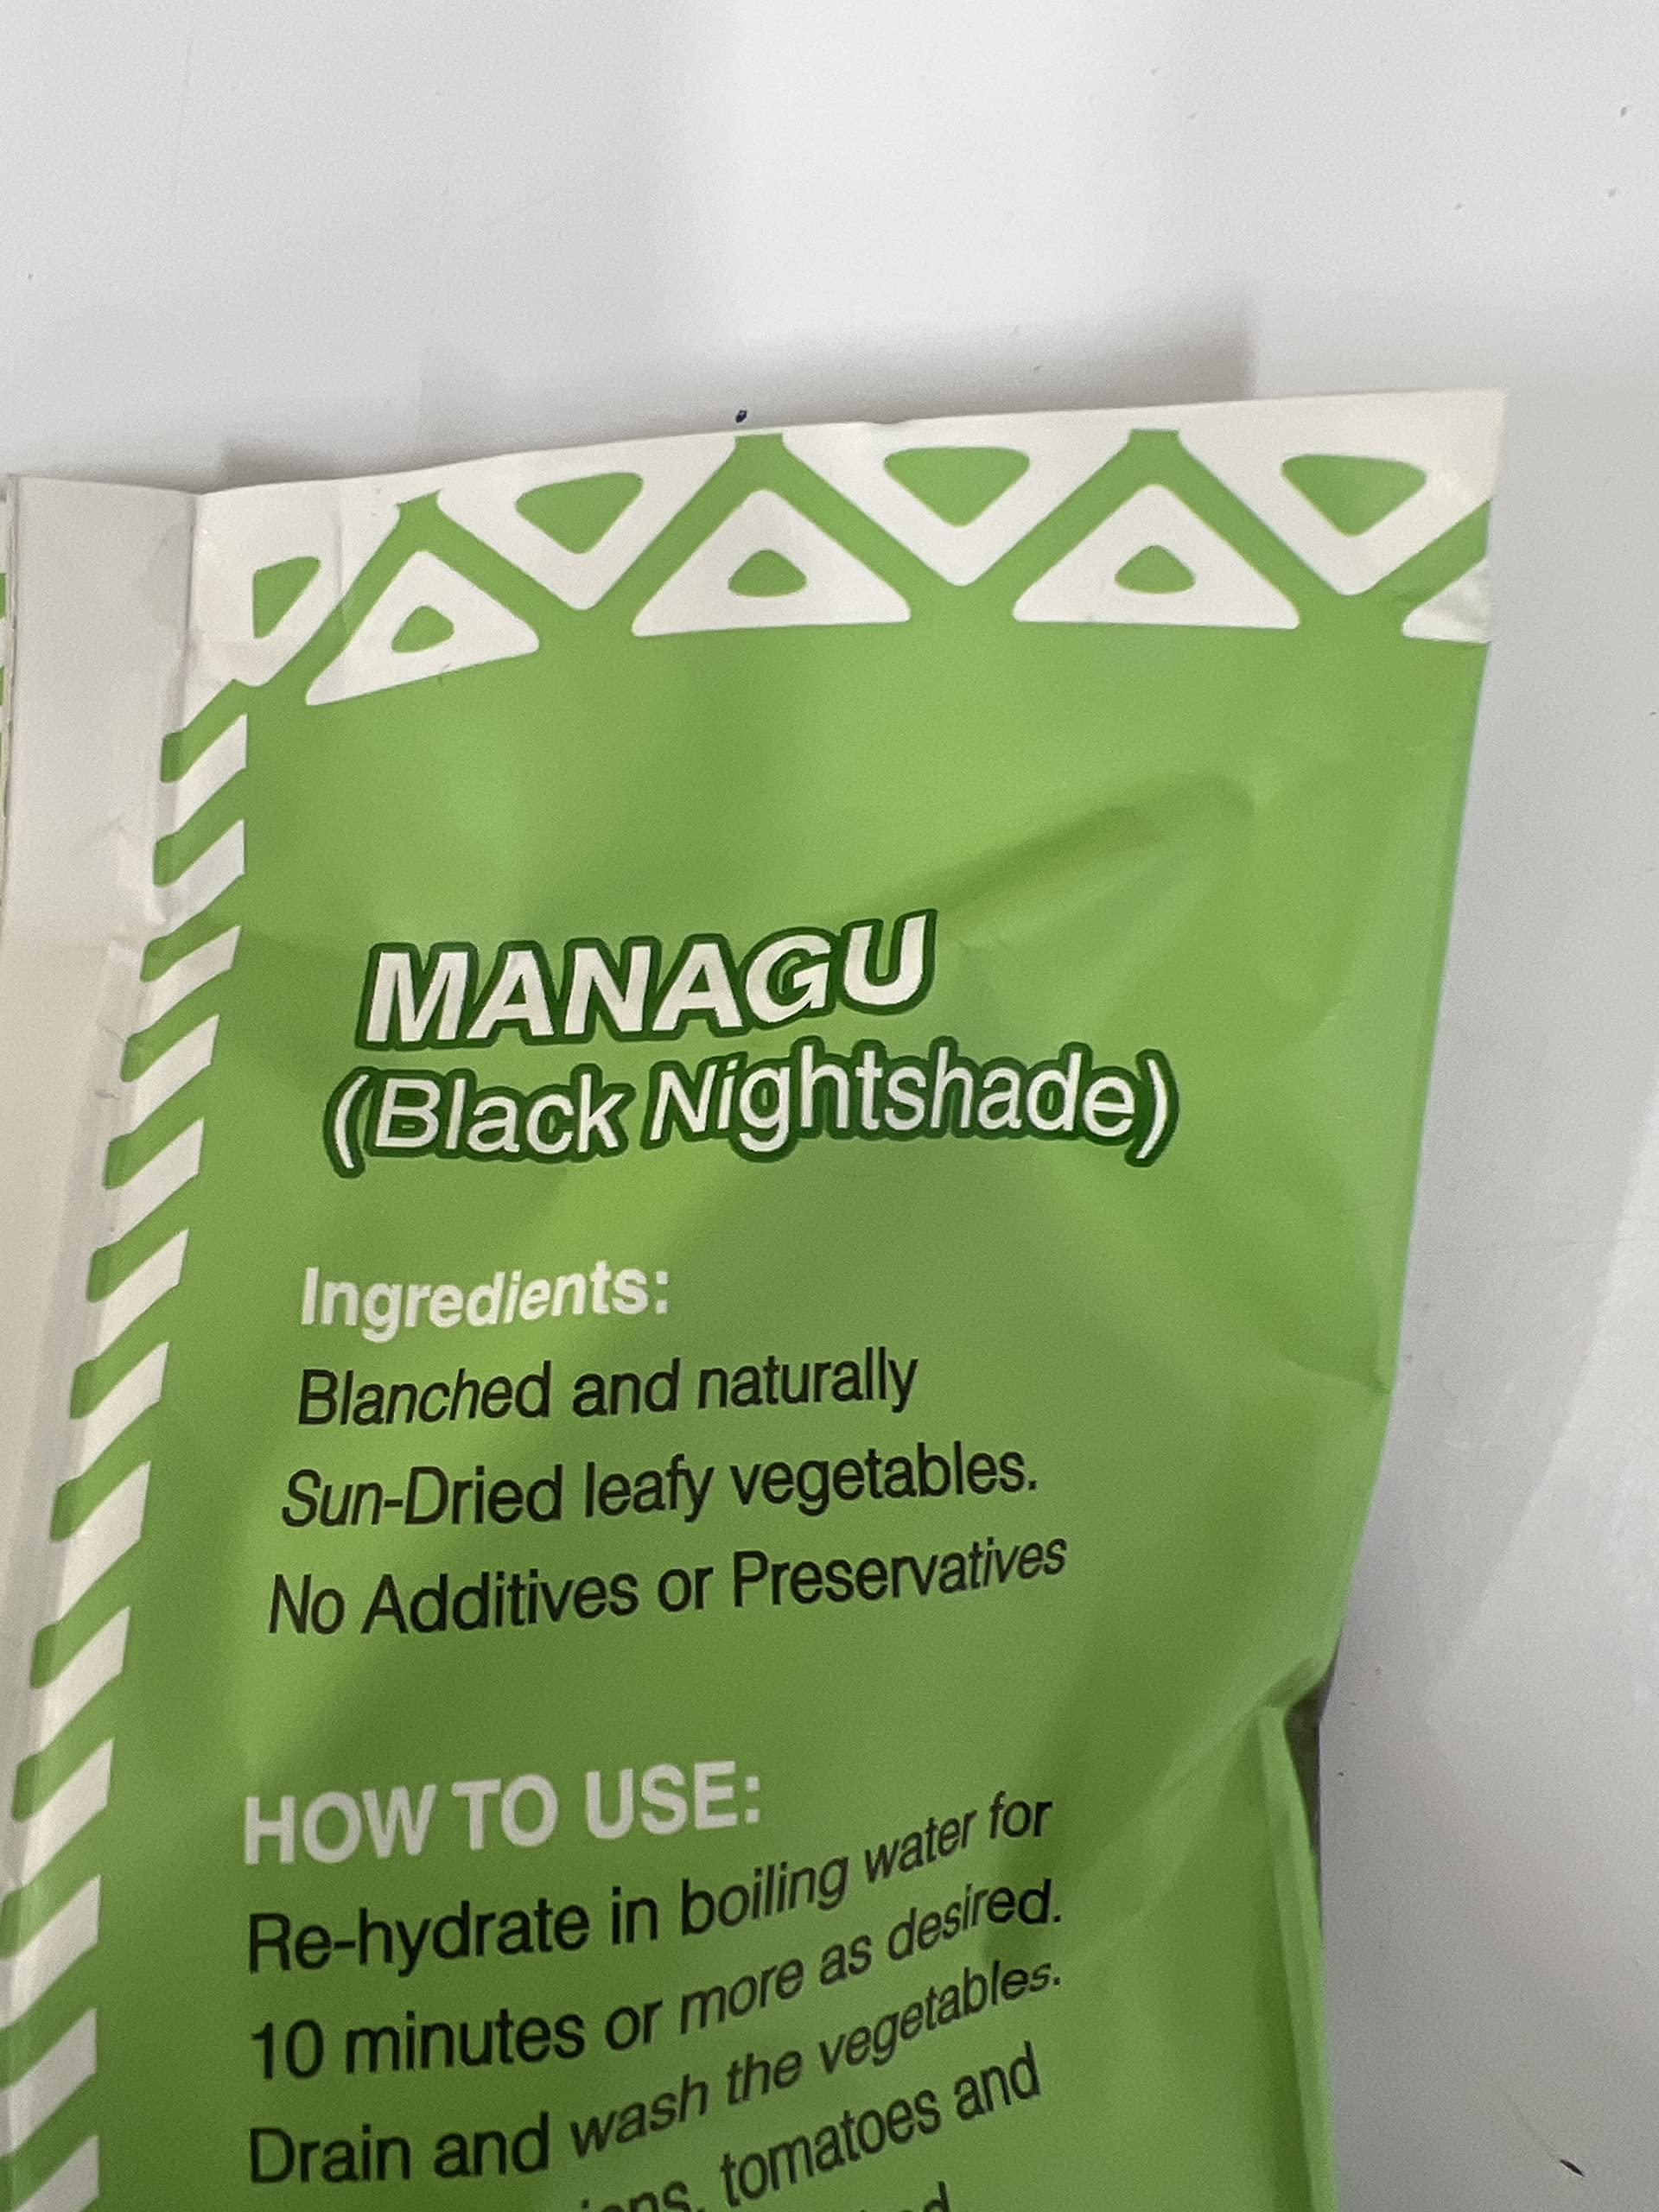 MANAGU
(Black Nightshade)
Ingredients:
Blanched and naturally
Sun-Dried leafy vegetables.
No Additives or Preservatives
HOW TO USE:
Re-hydrate in boiling water for
10 minutes or more as desired.
Drain and wash the vegetables.
tomatoes and